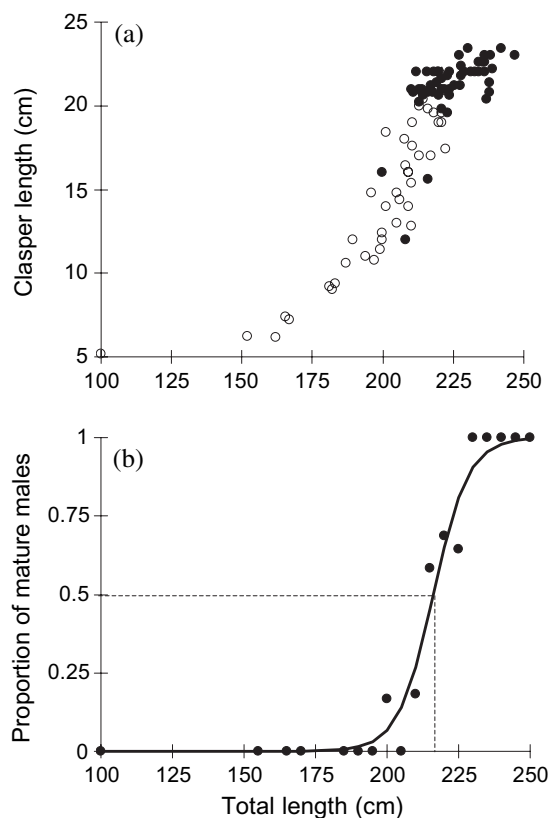 (a)
Clasper length (cm)
25
20
15
10
5
100 125 150 175 200 225 250
(b)
Proportion of mature males
1
0.75
0.5
0.25
0
100 125 150 175 200 225 250
Total length (cm)